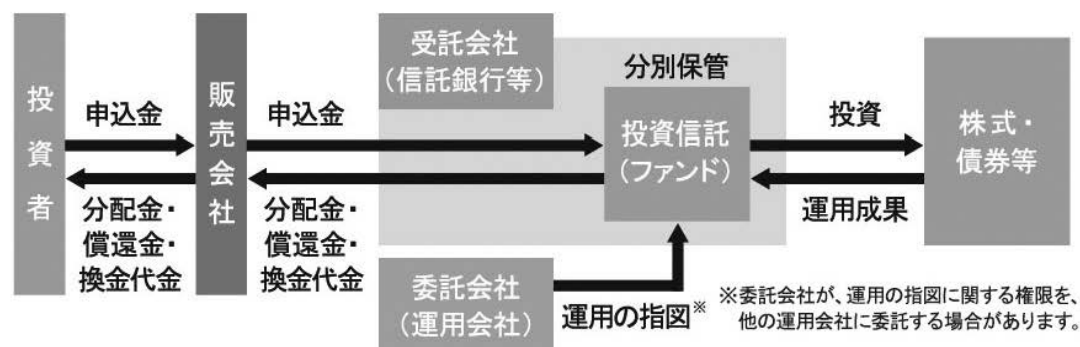 投資者
申込金
分配金・
償還金・
換金代金
販売会社
申込金
分配金・
償還金・
換金代金
受託会社
(信託銀行等)
分別保管
投資信託
(ファンド)
委託会社
(運用会社)
運用の指図※
投資
運用成果
株式・
債券等
※委託会社が、運用の指図に関する権限を、
他の運用会社に委託する場合があります。